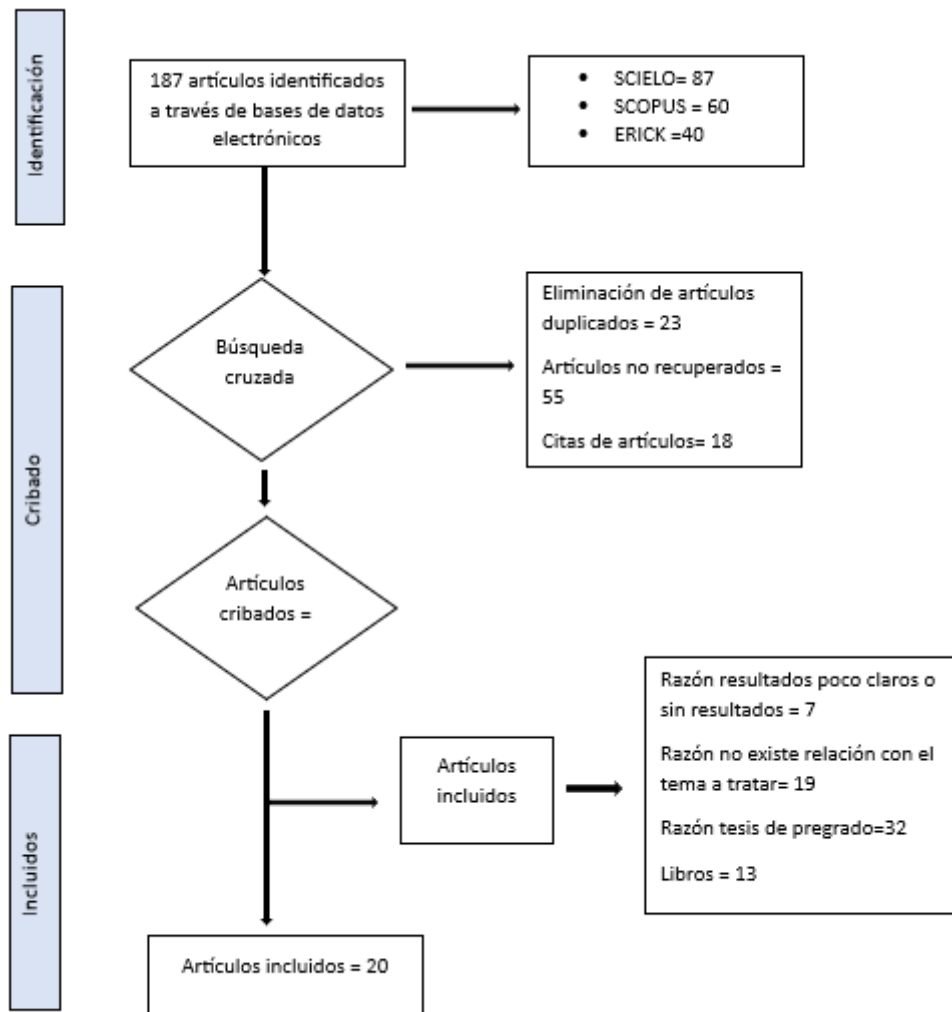 Identificación
187 artículos identificados
a través de bases de datos
electrónicos
• SCIELO= 87
• SCOPUS = 60
• ERICK =40
Cribado
Búsqueda
cruzada
Eliminación de artículos
duplicados = 23
Artículos no recuperados =
55
Citas de artículos= 18
Artículos
cribados =
Incluidos
Artículos
incluidos
Razón resultados poco claros o
sin resultados = 7
Razón no existe relación con el
tema a tratar= 19
Razón tesis de pregrado=32
Libros = 13
Artículos incluidos = 20